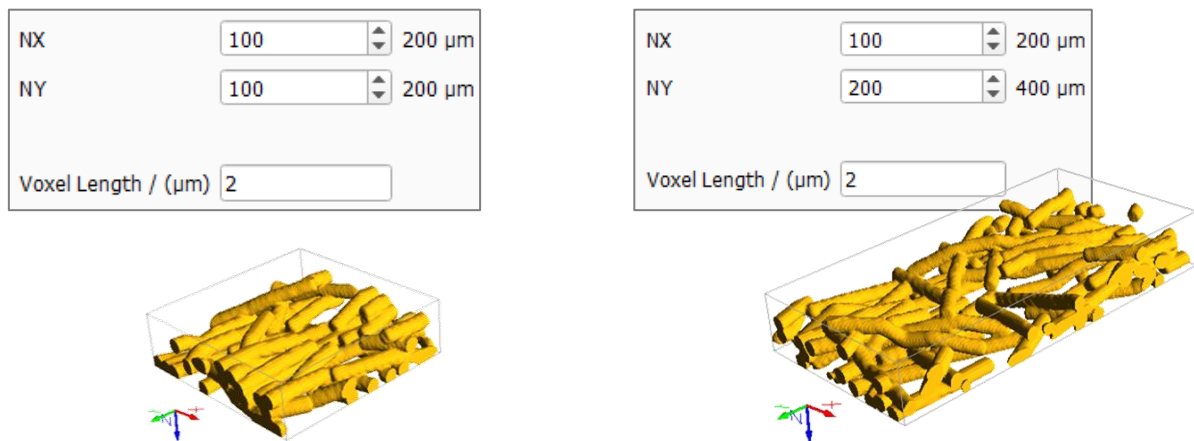 NX 100 200 µm
NY 100 200 µm
Voxel Length / (µm) 2
NX 100 200 µm
NY 200 400 µm
Voxel Length / (µm) 2